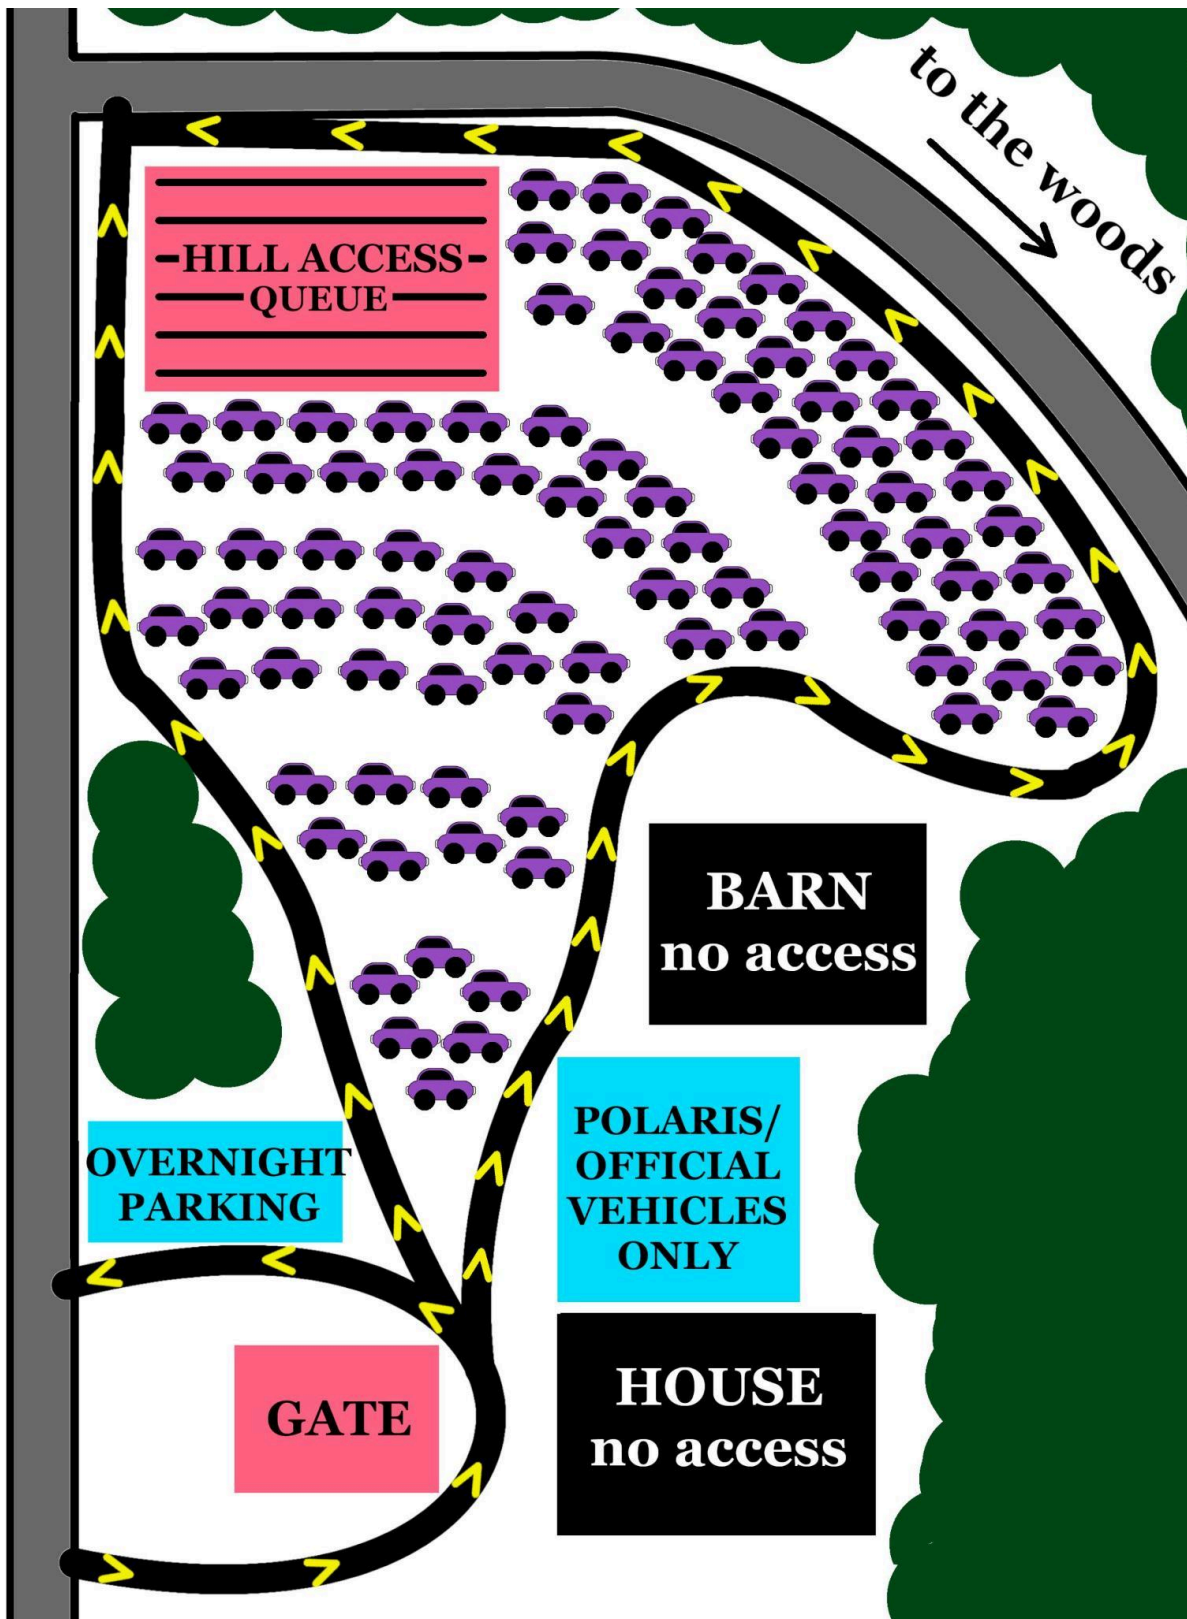 to the woods
HILL ACCESS
QUEUE
BARN
no access
POLARIS/
OFFICIAL
VEHICLES
ONLY
OVERNIGHT
PARKING
HOUSE
no access
GATE